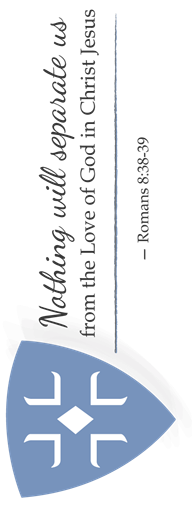 Nothing will separate us
from the Love of God in Christ Jesus
– Romans 8:38-39